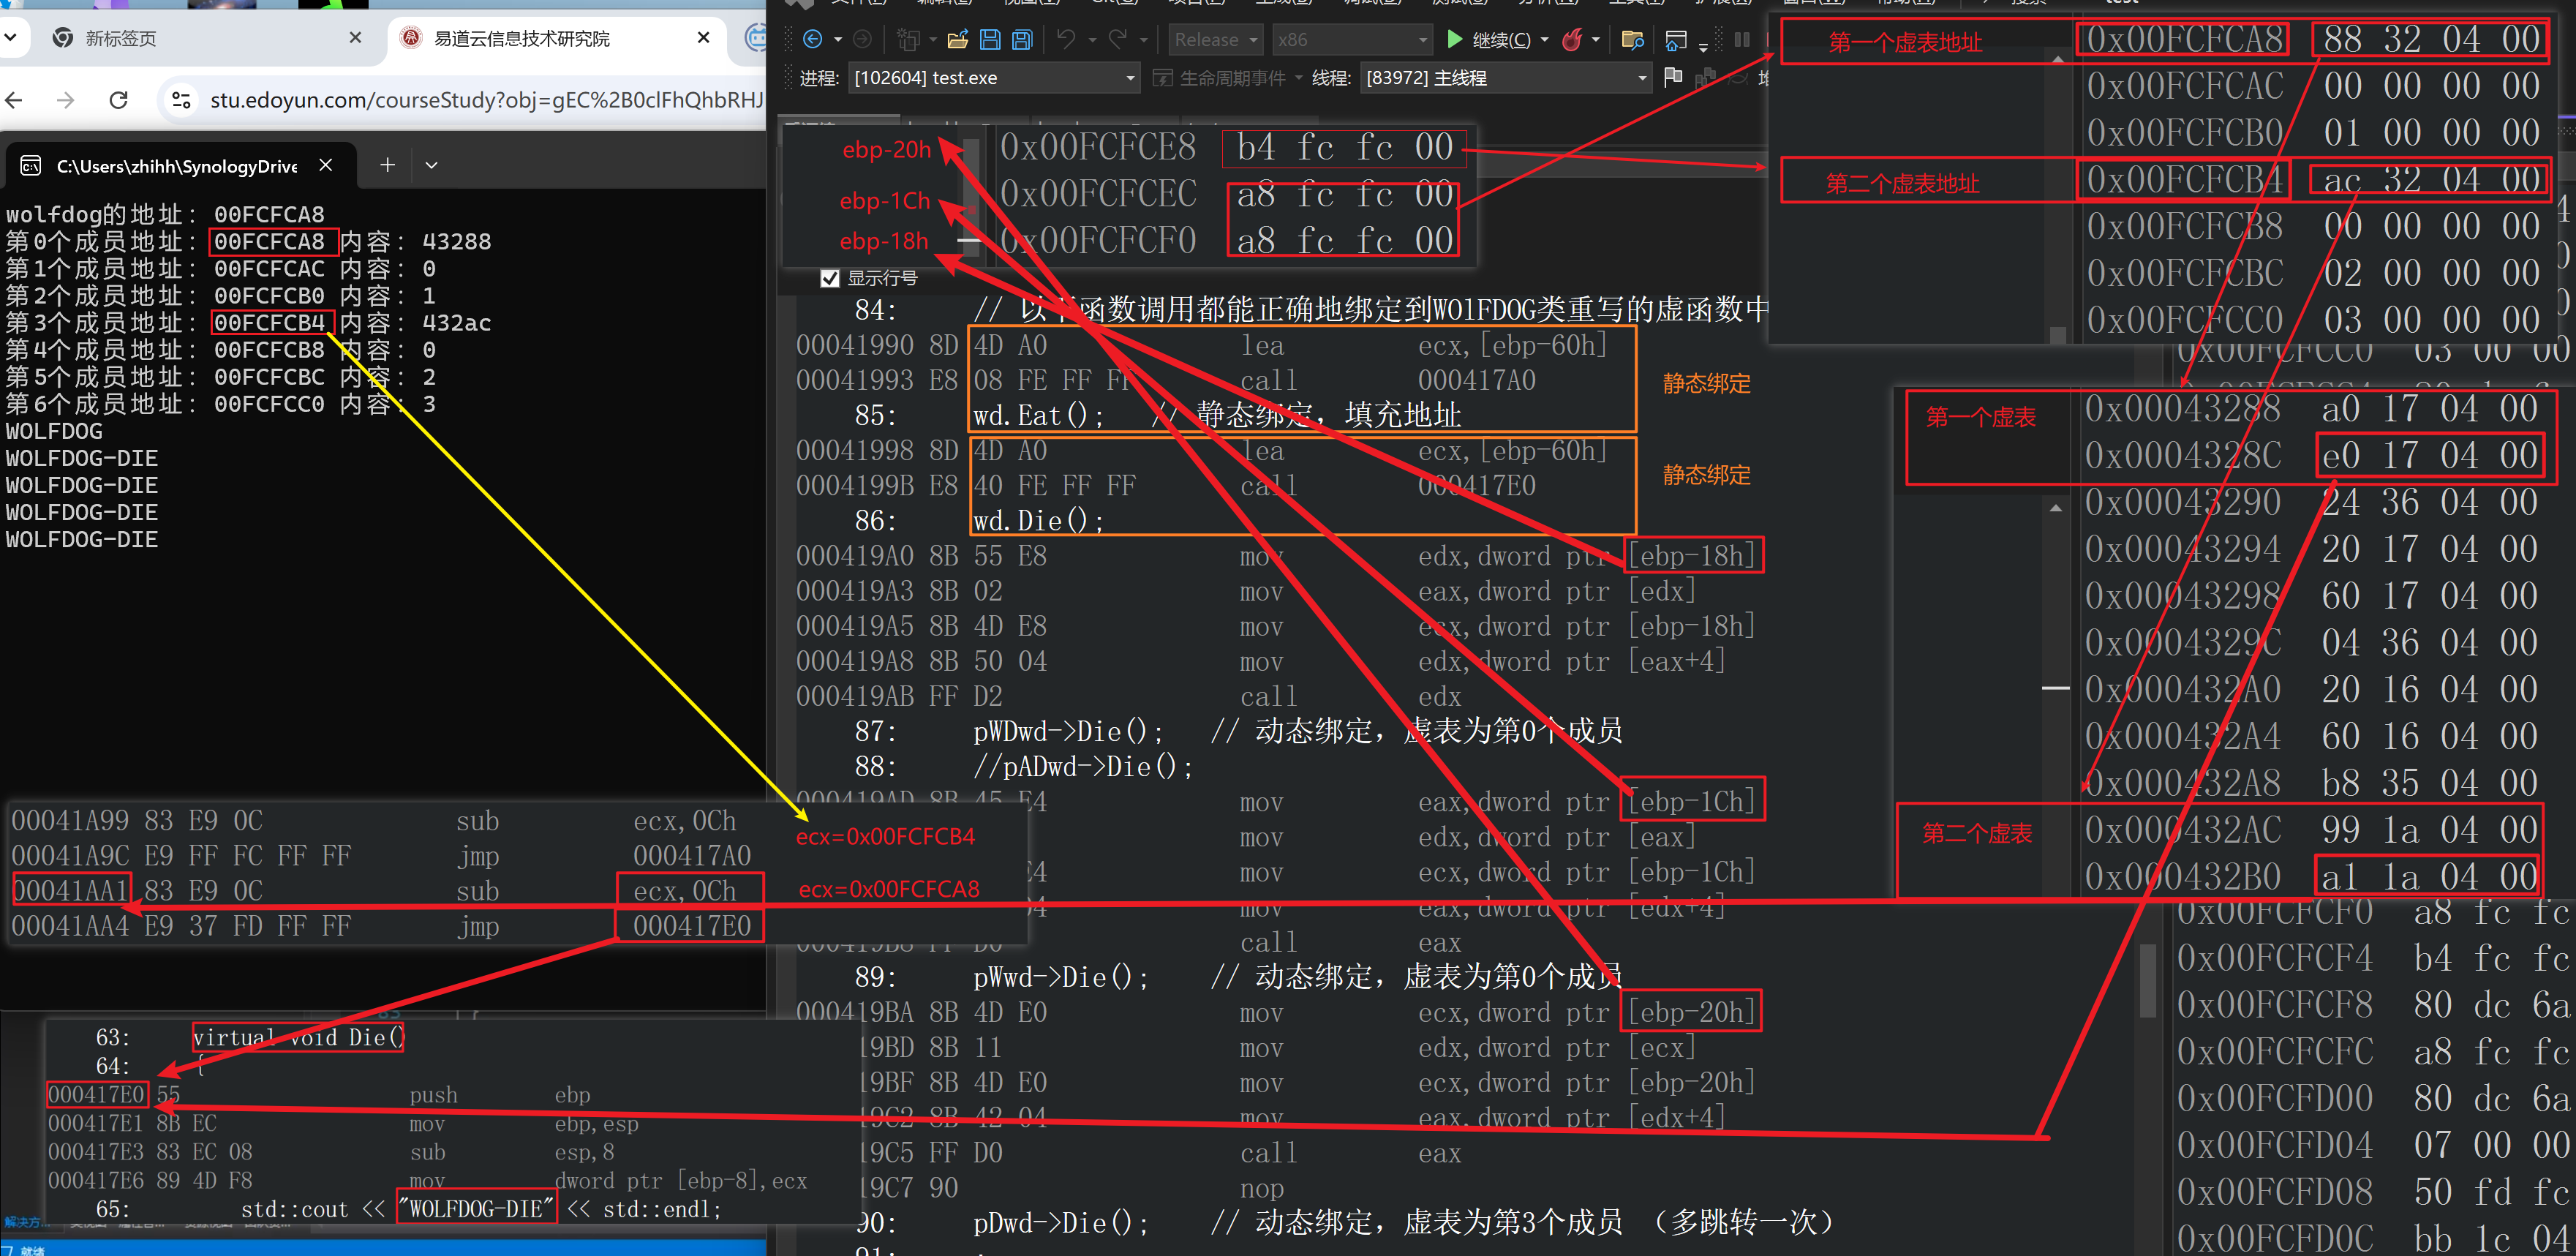 新标签页
易道云信息技术研究院
stu.edoyun.com/courseStudy?obj=gEC%2B0clFhQhbRHJ
Release
x86
继续(C)
进程:
[102604] test.exe
生命周期事件
线程:
[83972] 主线程
C:\Users\zhihh\SynologyDrive
wolfdog的地址: 00FCFCA8
第0个成员地址: 00FCFCA8 内容: 43288
第1个成员地址: 00FCFCAC 内容: 0
第2个成员地址: 00FCFCB0 内容: 1
第3个成员地址: 00FCFCB4 内容: 432ac
第4个成员地址: 00FCFCB8 内容: 0
第5个成员地址: 00FCFCBC 内容: 2
第6个成员地址: 00FCFCC0 内容: 3
WOLFDOG
WOLFDOG-DIE
WOLFDOG-DIE
WOLFDOG-DIE
WOLFDOG-DIE
ebp-20h 0x00FCFCE8 b4 fc fc 00
ebp-1Ch 0x00FCFCEC a8 fc fc 00
ebp-18h 0x00FCFCF0 a8 fc fc 00
第一个虚表地址 0x00FCFCA8 88 32 04 00
0x00FCFCAC 00 00 00 00
0x00FCFCB0 01 00 00 00
第二个虚表地址 0x00FCFCB4 ac 32 04 00
0x00FCFCB8 00 00 00 00
0x00FCFCBC 02 00 00 00
0x00FCFCC0 03 00 00 00
0x00FCFCC0 03 00 00
显示行号
84: // 以下函数调用都能正确地绑定到WOlFDOG类重写的虚函数中
00041990 8D 4D A0 lea ecx,[ebp-60h]
00041993 E8 08 FE FF FF call 000417A0
静态绑定
85: wd.Eat(); // 静态绑定，填充地址
00041998 8D 4D A0 lea ecx,[ebp-60h]
0004199B E8 40 FE FF FF call 000417E0
静态绑定
86: wd.Die();
000419A0 8B 55 E8 mov edx,dword ptr [ebp-18h]
000419A3 8B 02 mov eax,dword ptr [edx]
000419A5 8B 4D E8 mov ecx,dword ptr [ebp-18h]
000419A8 8B 50 04 mov edx,dword ptr [eax+4]
000419AB FF D2 call edx
87: pWDwd->Die(); // 动态绑定，虚表为第0个成员
88: //pADwd->Die();
000419AD 8B 45 E4 mov eax,dword ptr [ebp-1Ch]
mov edx,dword ptr [eax]
E4 mov ecx,dword ptr [ebp-1Ch]
04 mov eax,dword ptr [edx+4]
000419B8 FF D0 call eax
89: pWwd->Die(); // 动态绑定，虚表为第0个成员
000419BA 8B 4D E0 mov ecx,dword ptr [ebp-20h]
19BD 8B 11 mov edx,dword ptr [ecx]
19BF 8B 4D E0 mov ecx,dword ptr [ebp-20h]
19C2 8B 42 04 mov eax,dword ptr [edx+4]
19C5 FF D0 call eax
19C7 90 nop
90: pDwd->Die(); // 动态绑定，虚表为第3个成员 （多跳转一次）
91:
第一个虚表 0x00043288 a0 17 04 00
0x0004328C e0 17 04 00
0x00043290 24 36 04 00
0x00043294 20 17 04 00
0x00043298 60 17 04 00
0x0004329C 04 36 04 00
0x000432A0 20 16 04 00
0x000432A4 60 16 04 00
0x000432A8 b8 35 04 00
第二个虚表 0x000432AC 99 1a 04 00
0x000432B0 a1 1a 04 00
0x00FCFCF0 a8 fc fc
0x00FCFCF4 b4 fc fc
0x00FCFCF8 80 dc 6a
0x00FCFCFC a8 fc fc
0x00FCFD00 80 dc 6a
0x00FCFD04 07 00 00
0x00FCFD08 50 fd fc
0x00FCFD0C bb 1c 04
00041A99 83 E9 0C sub ecx,0Ch ecx=0x00FCFCB4
00041A9C E9 FF FC FF FF jmp 000417A0
00041AA1 83 E9 0C sub ecx,0Ch ecx=0x00FCFCA8
00041AA4 E9 37 FD FF FF jmp 000417E0
63: virtual void Die()
64: {
000417E0 55 push ebp
000417E1 8B EC mov ebp,esp
000417E3 83 EC 08 sub esp,8
000417E6 89 4D F8 mov dword ptr [ebp-8],ecx
65: std::cout << "WOLFDOG-DIE" << std::endl;
解决方...
就绪